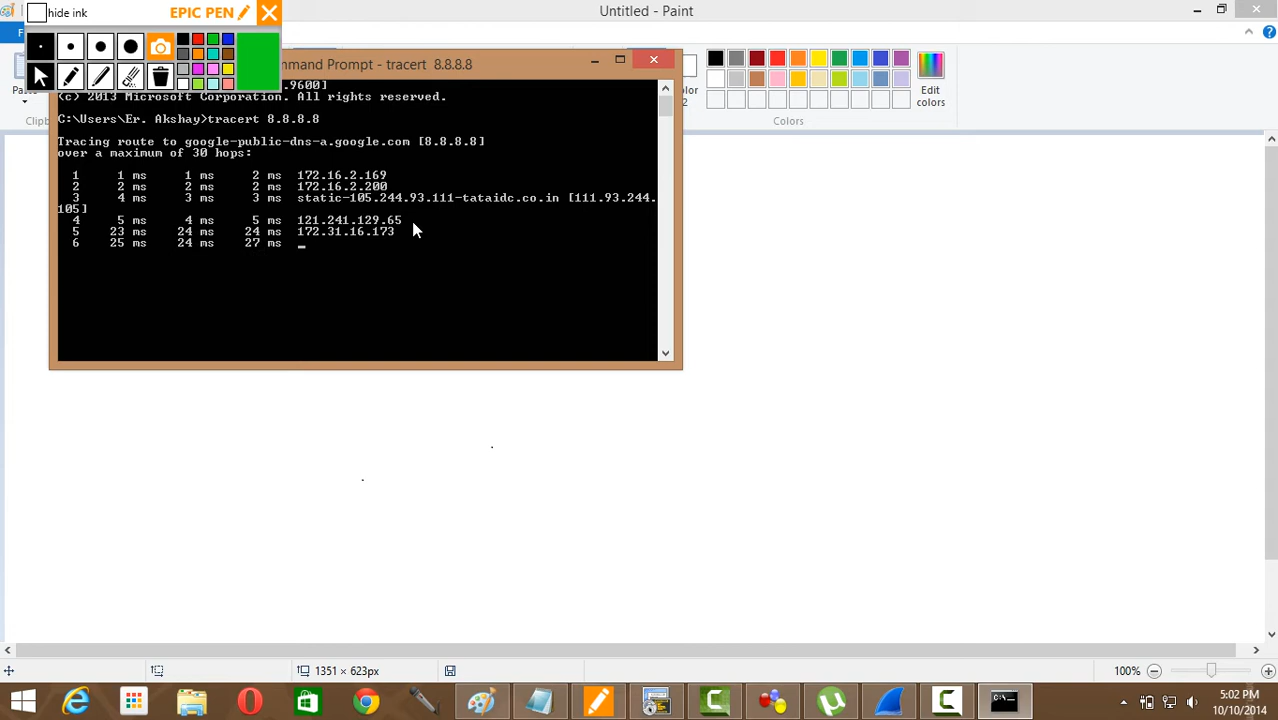 Untitled - Paint
hide ink
EPIC PEN
Command Prompt - tracert 8.8.8.8
.9600]
(c) 2013 Microsoft Corporation. All rights reserved.
C:\Users\Er. Akshay>tracert 8.8.8.8
Tracing route to google-public-dns-a.google.com [8.8.8.8]
over a maximum of 30 hops:
1 1 ms 1 ms 2 ms 172.16.2.169
2 2 ms 2 ms 2 ms 172.16.2.200
3 4 ms 3 ms 3 ms static-105.244.93.111-tataidc.co.in [111.93.244.
105]
4 5 ms 4 ms 5 ms 121.241.129.65
5 23 ms 24 ms 24 ms 172.31.16.173
6 25 ms 24 ms 27 ms _
F
Paste
Color
2
Edit
colors
Colors
Clipb
1351 × 623px
100%
5:02 PM
10/10/2014